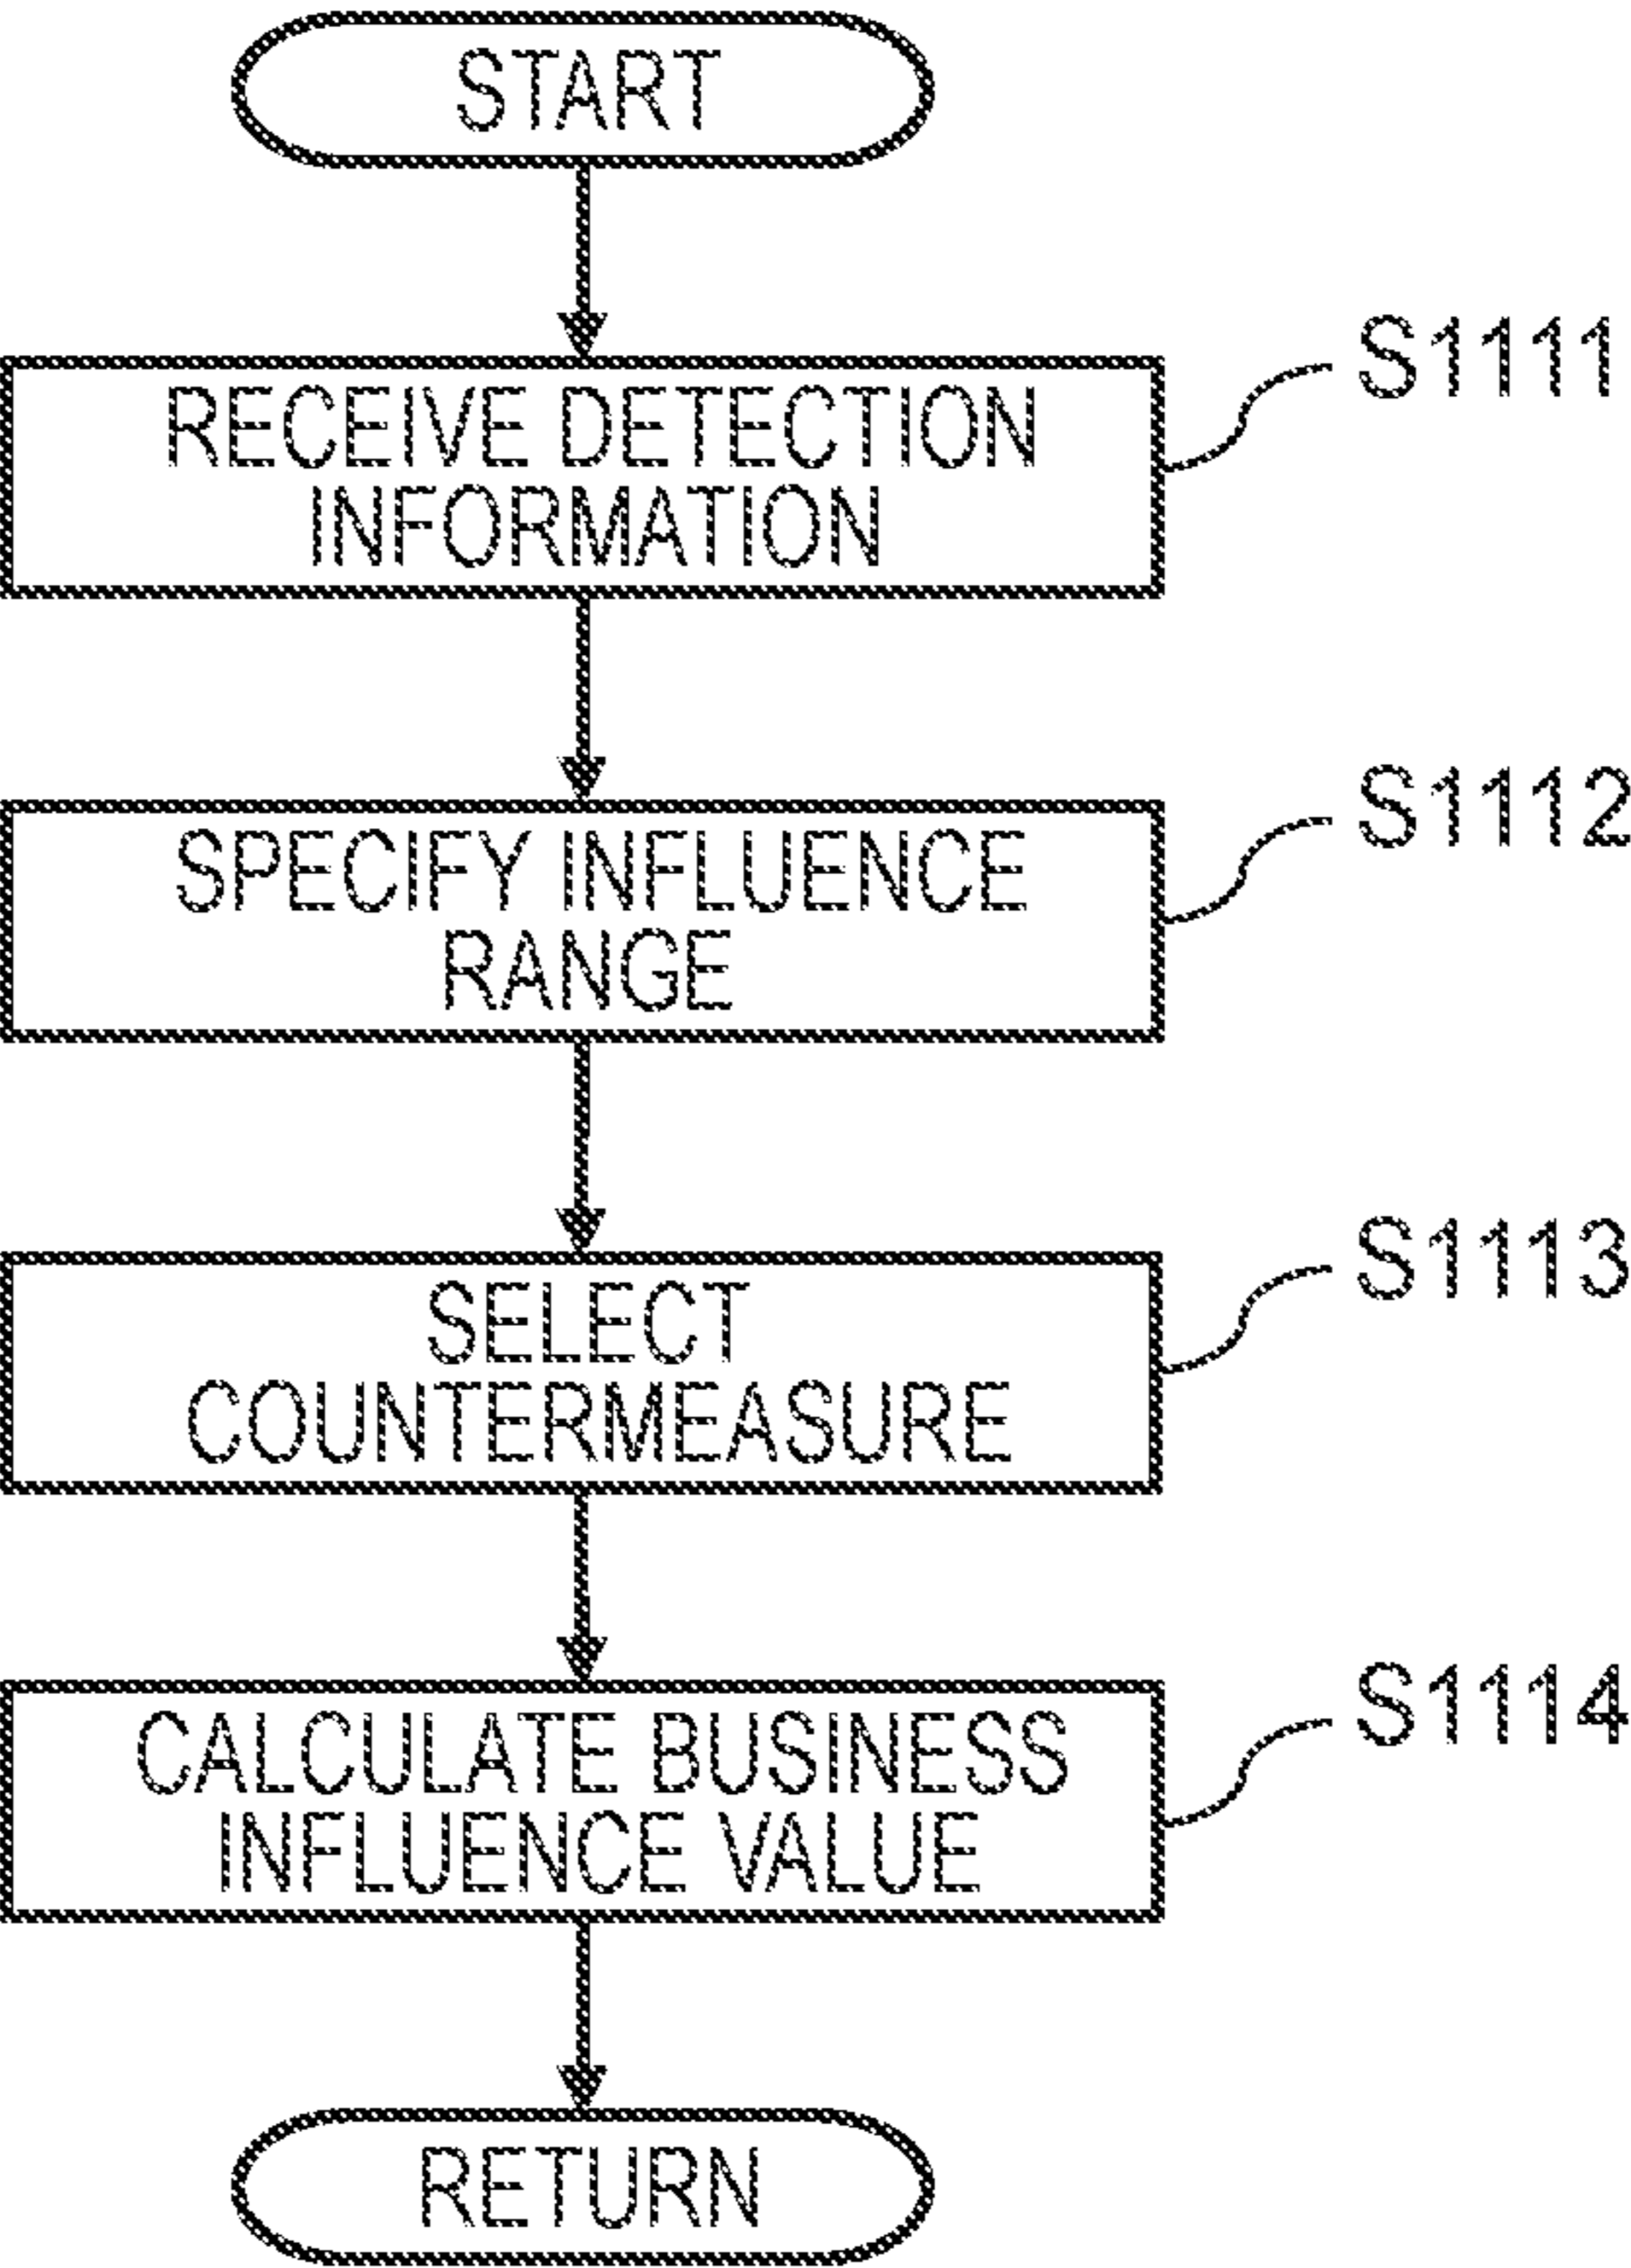 START
RECEIVE DETECTION
INFORMATION
S1111
SPECIFY INFLUENCE
RANGE
S1112
SELECT
COUNTERMEASURE
S1113
CALCULATE BUSINESS
INFLUENCE VALUE
S1114
RETURN